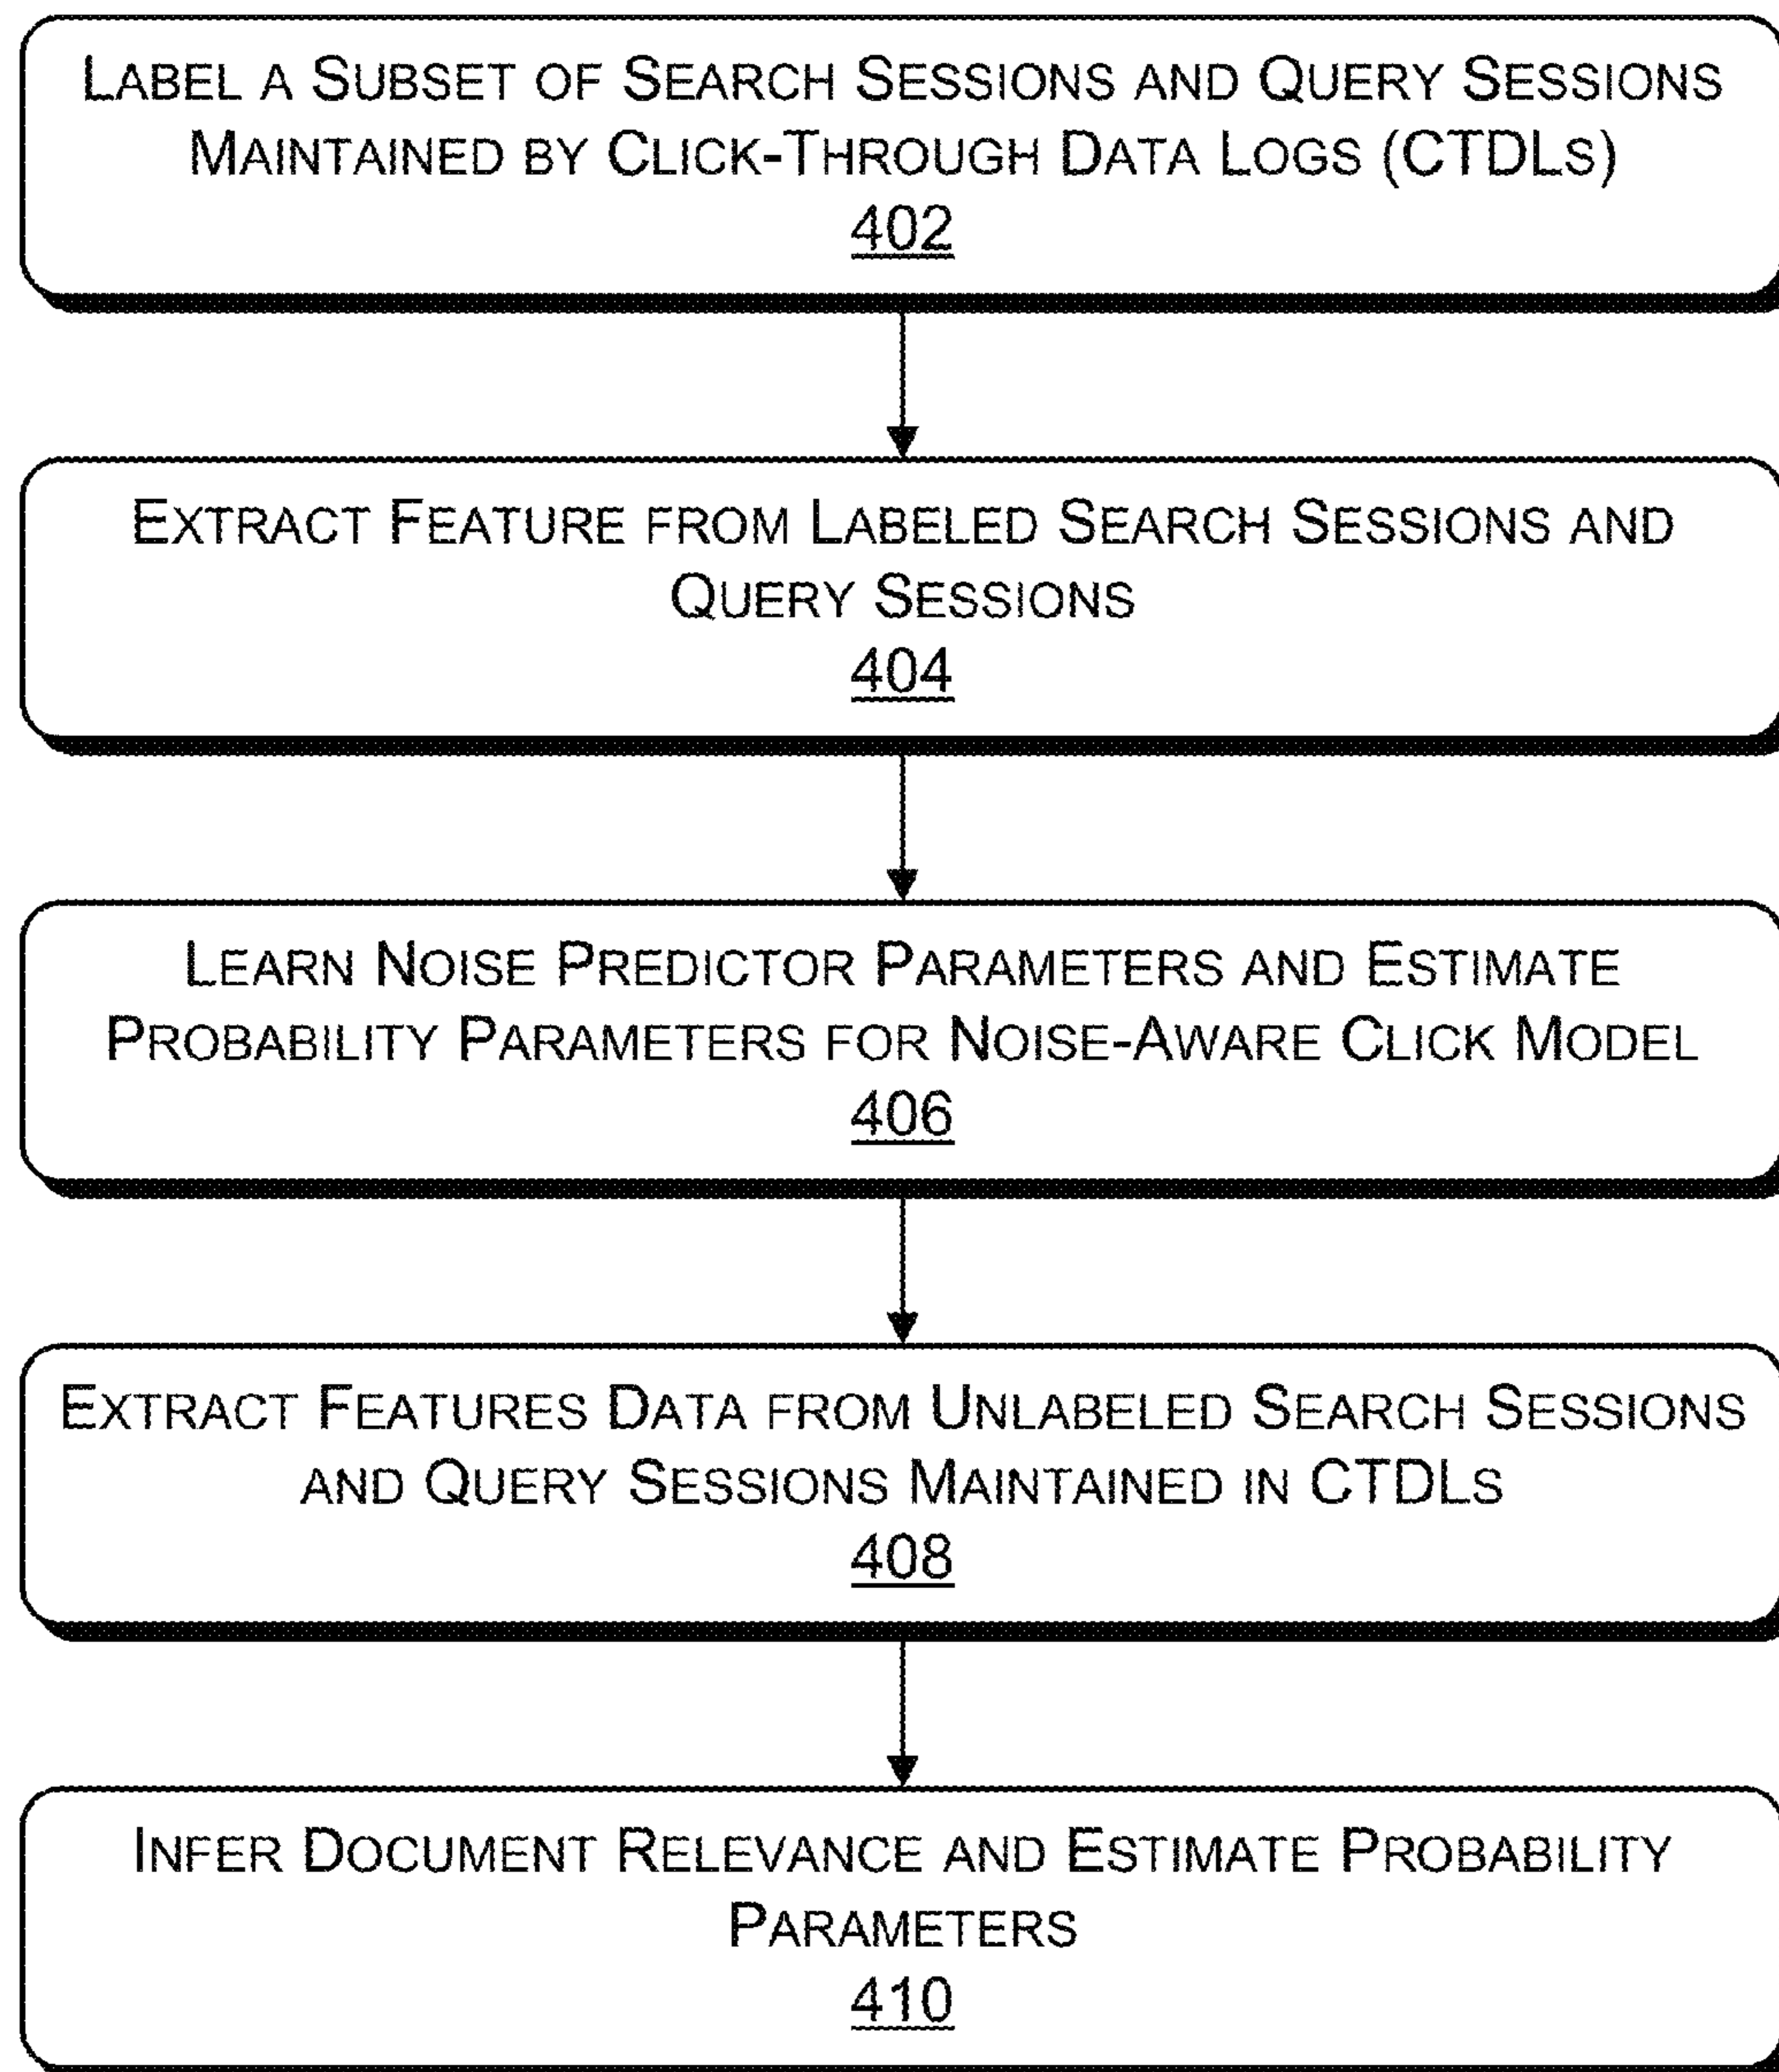 LABEL A SUBSET OF SEARCH SESSIONS AND QUERY SESSIONS
MAINTAINED BY CLICK-THROUGH DATA LOGS (CTDLS)
402
EXTRACT FEATURE FROM LABELED SEARCH SESSIONS AND
QUERY SESSIONS
404
LEARN NOISE PREDICTOR PARAMETERS AND ESTIMATE
PROBABILITY PARAMETERS FOR NOISE-AWARE CLICK MODEL
406
EXTRACT FEATURES DATA FROM UNLABELED SEARCH SESSIONS
AND QUERY SESSIONS MAINTAINED IN CTDLS
408
INFER DOCUMENT RELEVANCE AND ESTIMATE PROBABILITY
PARAMETERS
410